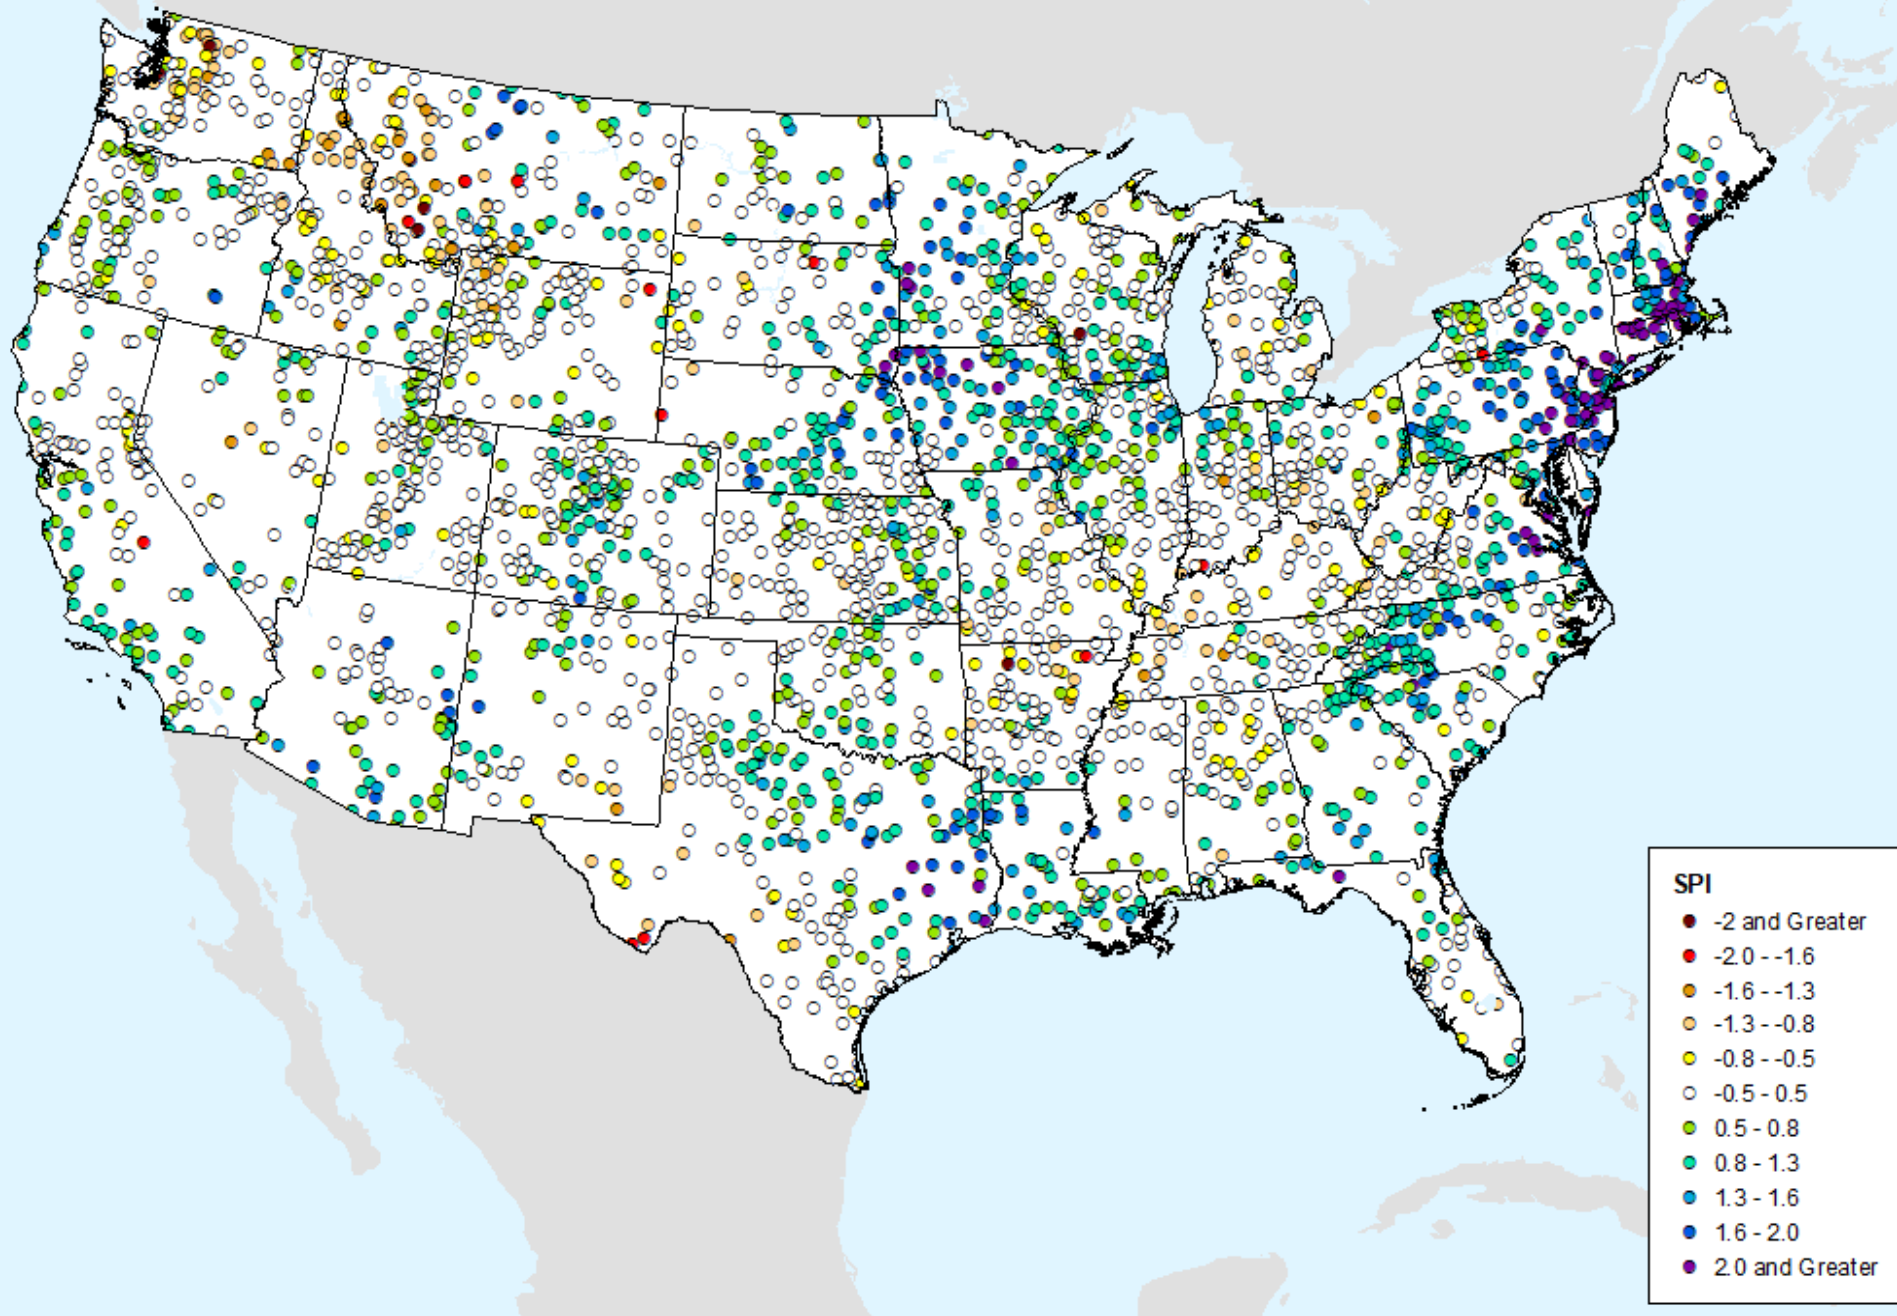 SPI
-2 and Greater
-2.0 - -1.6
-1.6 - -1.3
-1.3 - -0.8
-0.8 - -0.5
-0.5 - 0.5
0.5 - 0.8
0.8 - 1.3
1.3 - 1.6
1.6 - 2.0
2.0 and Greater